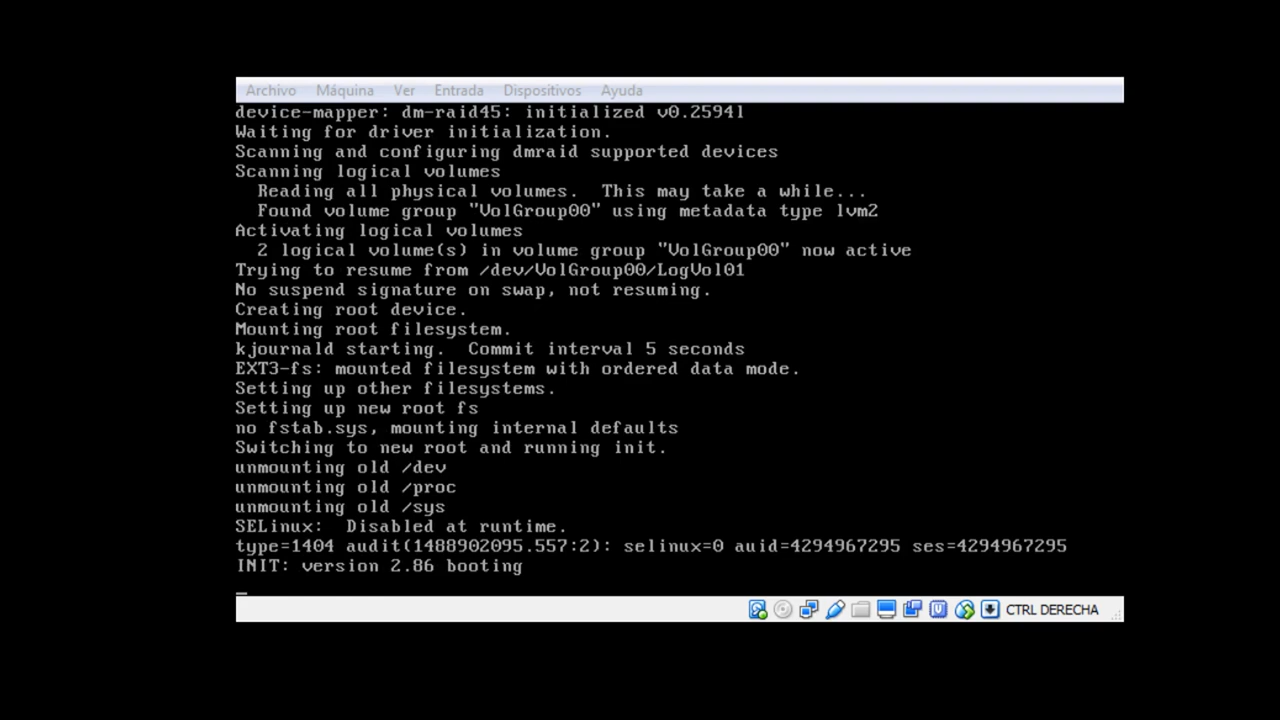 Archivo Máquina Ver Entrada Dispositivos Ayuda
device-mapper: dm-raid45: initialized v0.2594l
Waiting for driver initialization.
Scanning and configuring dmraid supported devices
Scanning logical volumes
  Reading all physical volumes.  This may take a while...
  Found volume group "VolGroup00" using metadata type lvm2
Activating logical volumes
  2 logical volume(s) in volume group "VolGroup00" now active
Trying to resume from /dev/VolGroup00/LogVol01
No suspend signature on swap, not resuming.
Creating root device.
Mounting root filesystem.
kjournald starting.  Commit interval 5 seconds
EXT3-fs: mounted filesystem with ordered data mode.
Setting up other filesystems.
Setting up new root fs
no fstab.sys, mounting internal defaults
Switching to new root and running init.
unmounting old /dev
unmounting old /proc
unmounting old /sys
SELinux:  Disabled at runtime.
type=1404 audit(1488902095.557:2): selinux=0 auid=4294967295 ses=4294967295
INIT: version 2.86 booting
CTRL DERECHA